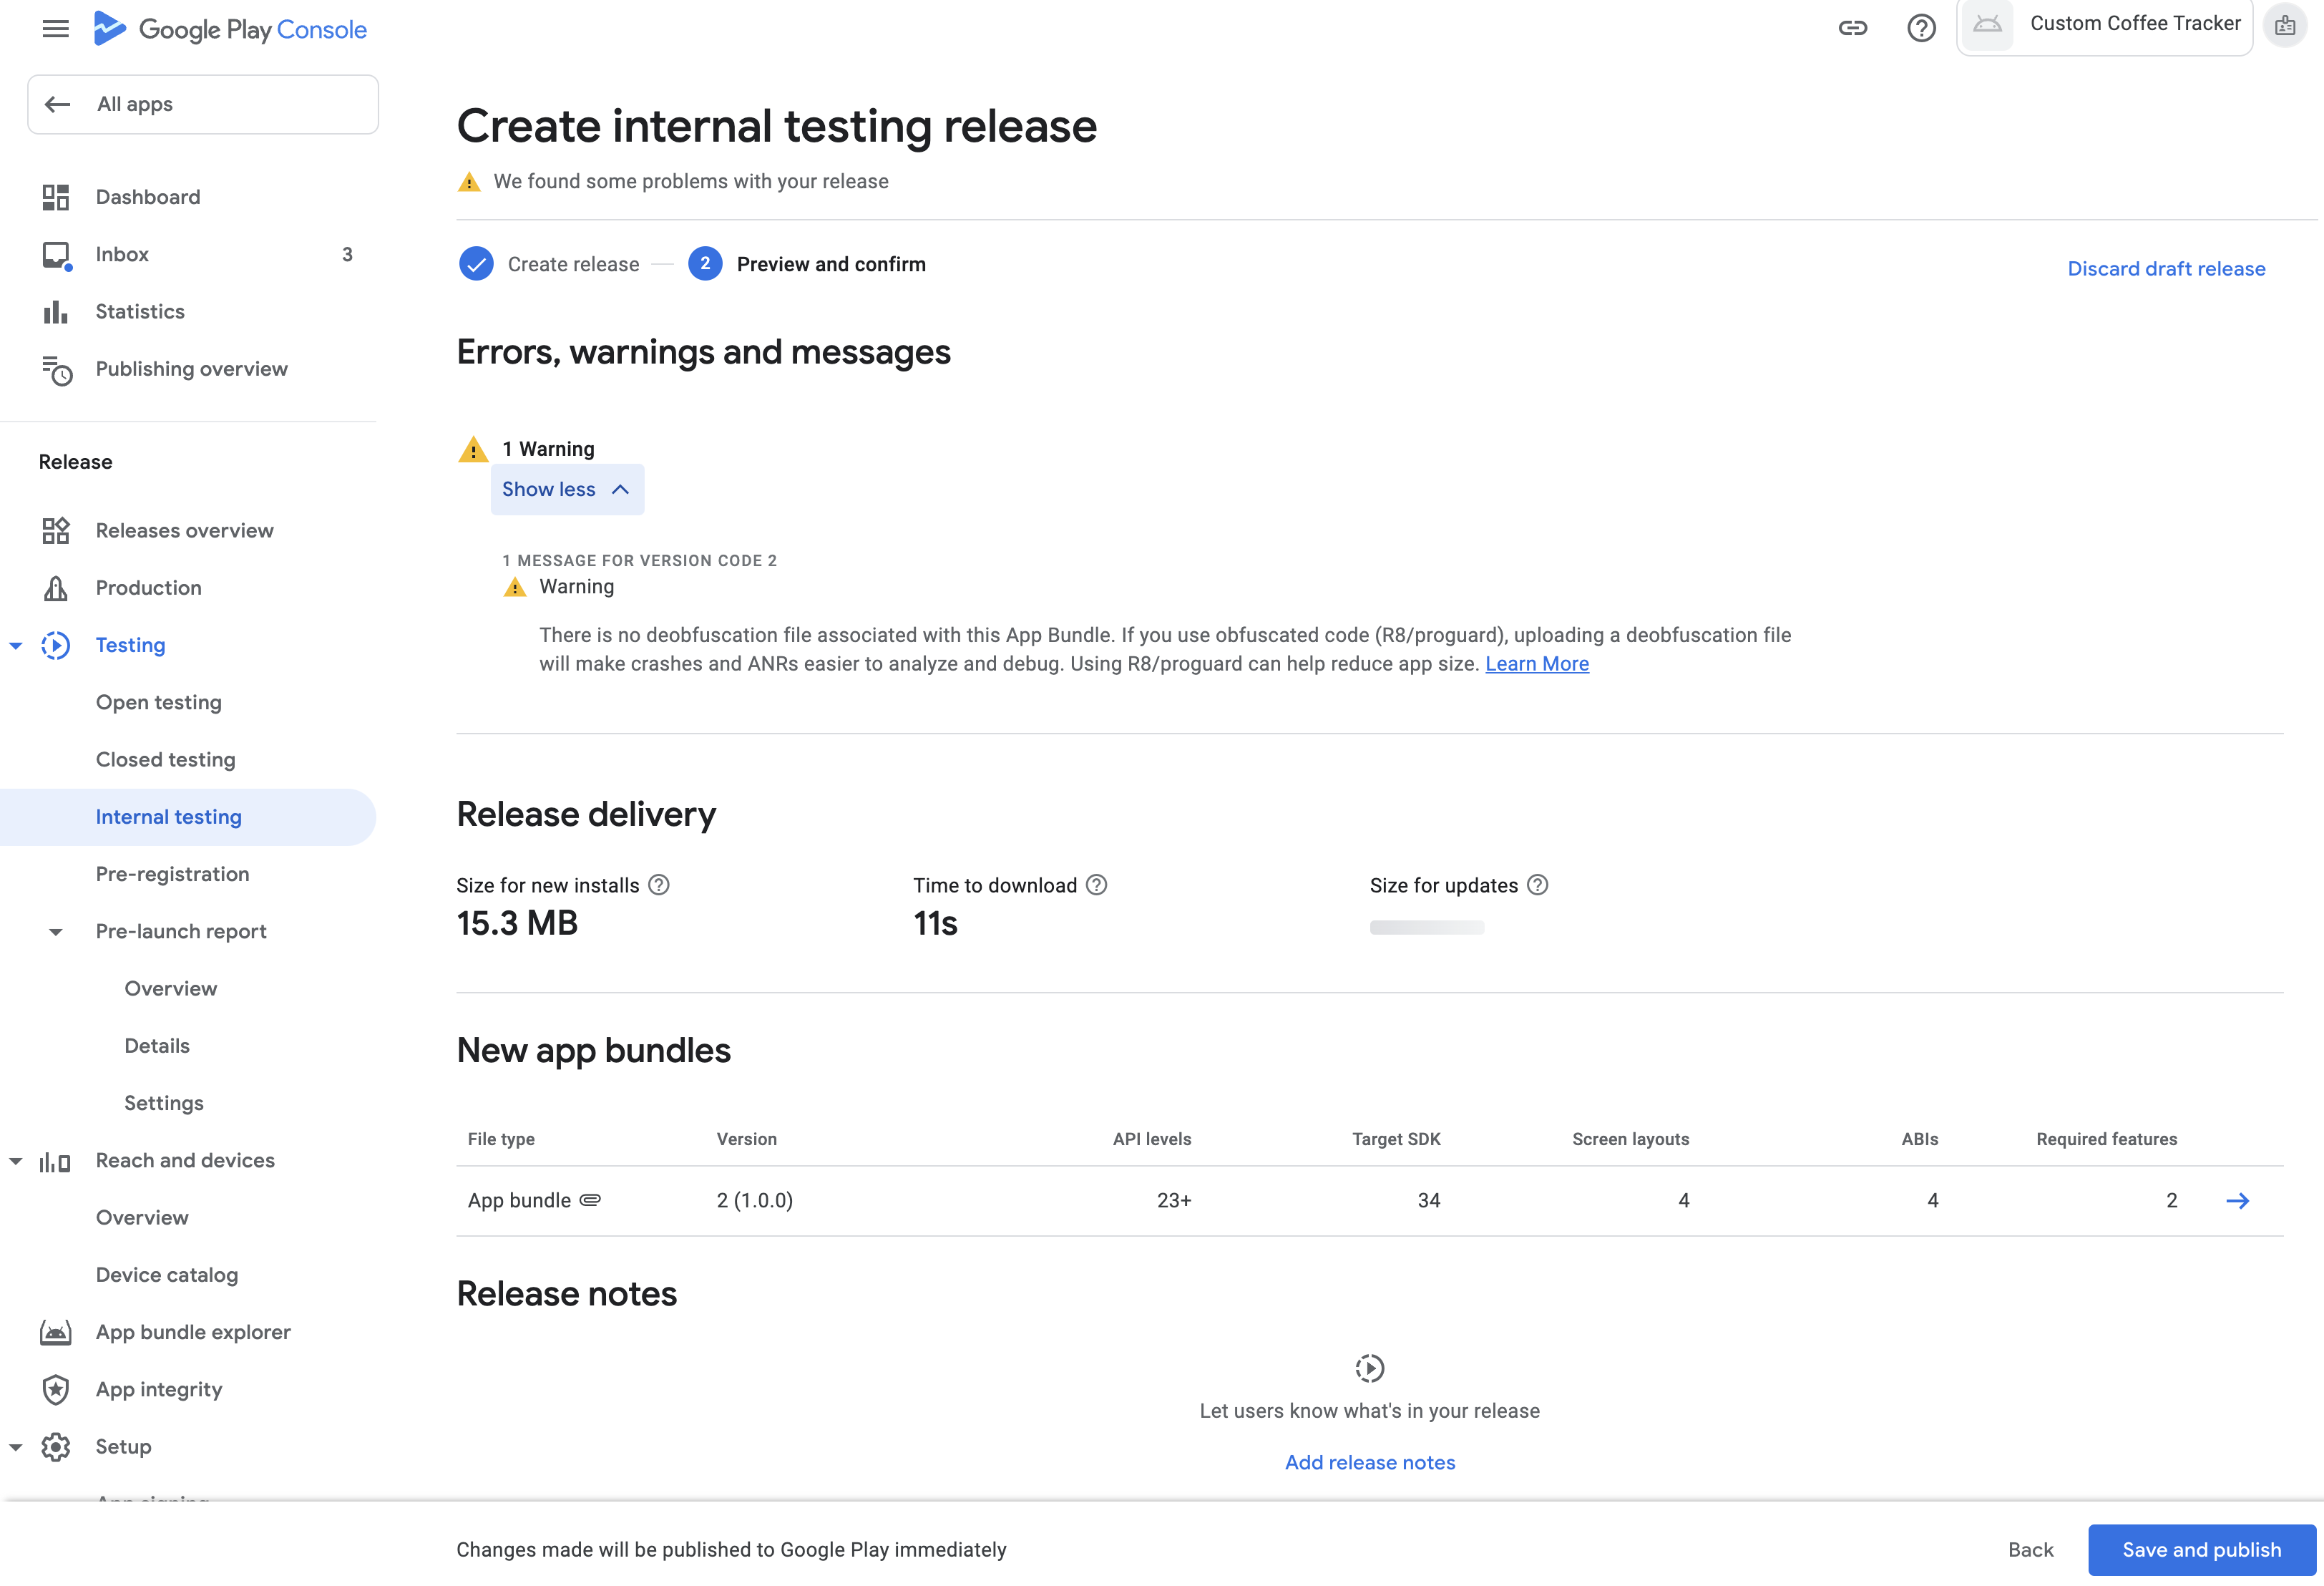 Google Play Console
Custom Coffee Tracker
All apps
Dashboard
Inbox 3
Statistics
Publishing overview
Release
Releases overview
Production
Testing
Open testing
Closed testing
Internal testing
Pre-registration
Pre-launch report
Overview
Details
Settings
Reach and devices
Overview
Device catalog
App bundle explorer
App integrity
Setup
App signing
Create internal testing release
We found some problems with your release
Create release
2 Preview and confirm
Discard draft release
Errors, warnings and messages
1 Warning
Show less
1 MESSAGE FOR VERSION CODE 2
Warning
There is no deobfuscation file associated with this App Bundle. If you use obfuscated code (R8/proguard), uploading a deobfuscation file
will make crashes and ANRs easier to analyze and debug. Using R8/proguard can help reduce app size. Learn More
Release delivery
Size for new installs Time to download Size for updates
15.3 MB 11s
New app bundles
File type Version API levels Target SDK Screen layouts ABIs Required features
App bundle 2 (1.0.0) 23+ 34 4 4 2
Release notes
Let users know what's in your release
Add release notes
Changes made will be published to Google Play immediately
Back Save and publish